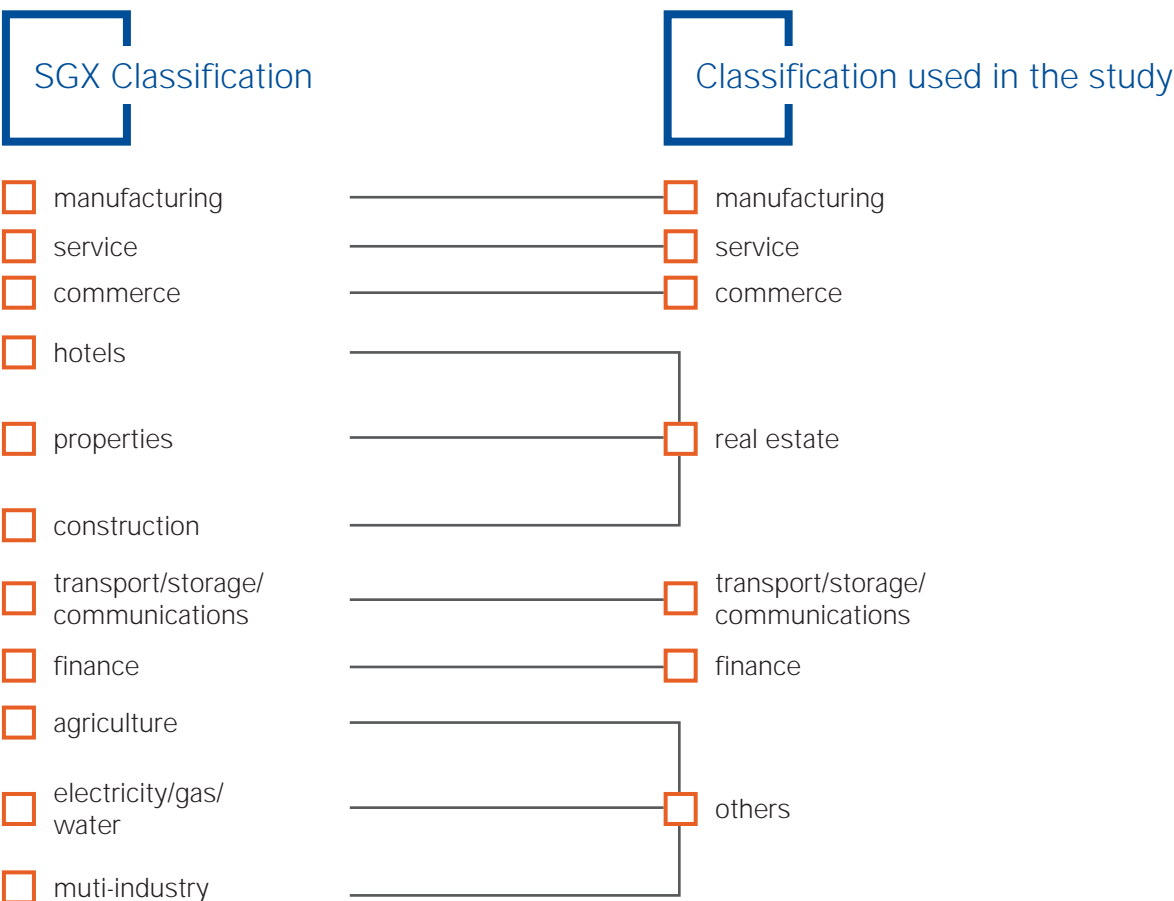 SGX Classification
Classification used in the study
manufacturing
manufacturing
service
service
commerce
commerce
hotels
properties
real estate
construction
transport/storage/
communications
transport/storage/
communications
finance
finance
agriculture
electricity/gas/
water
others
muti-industry